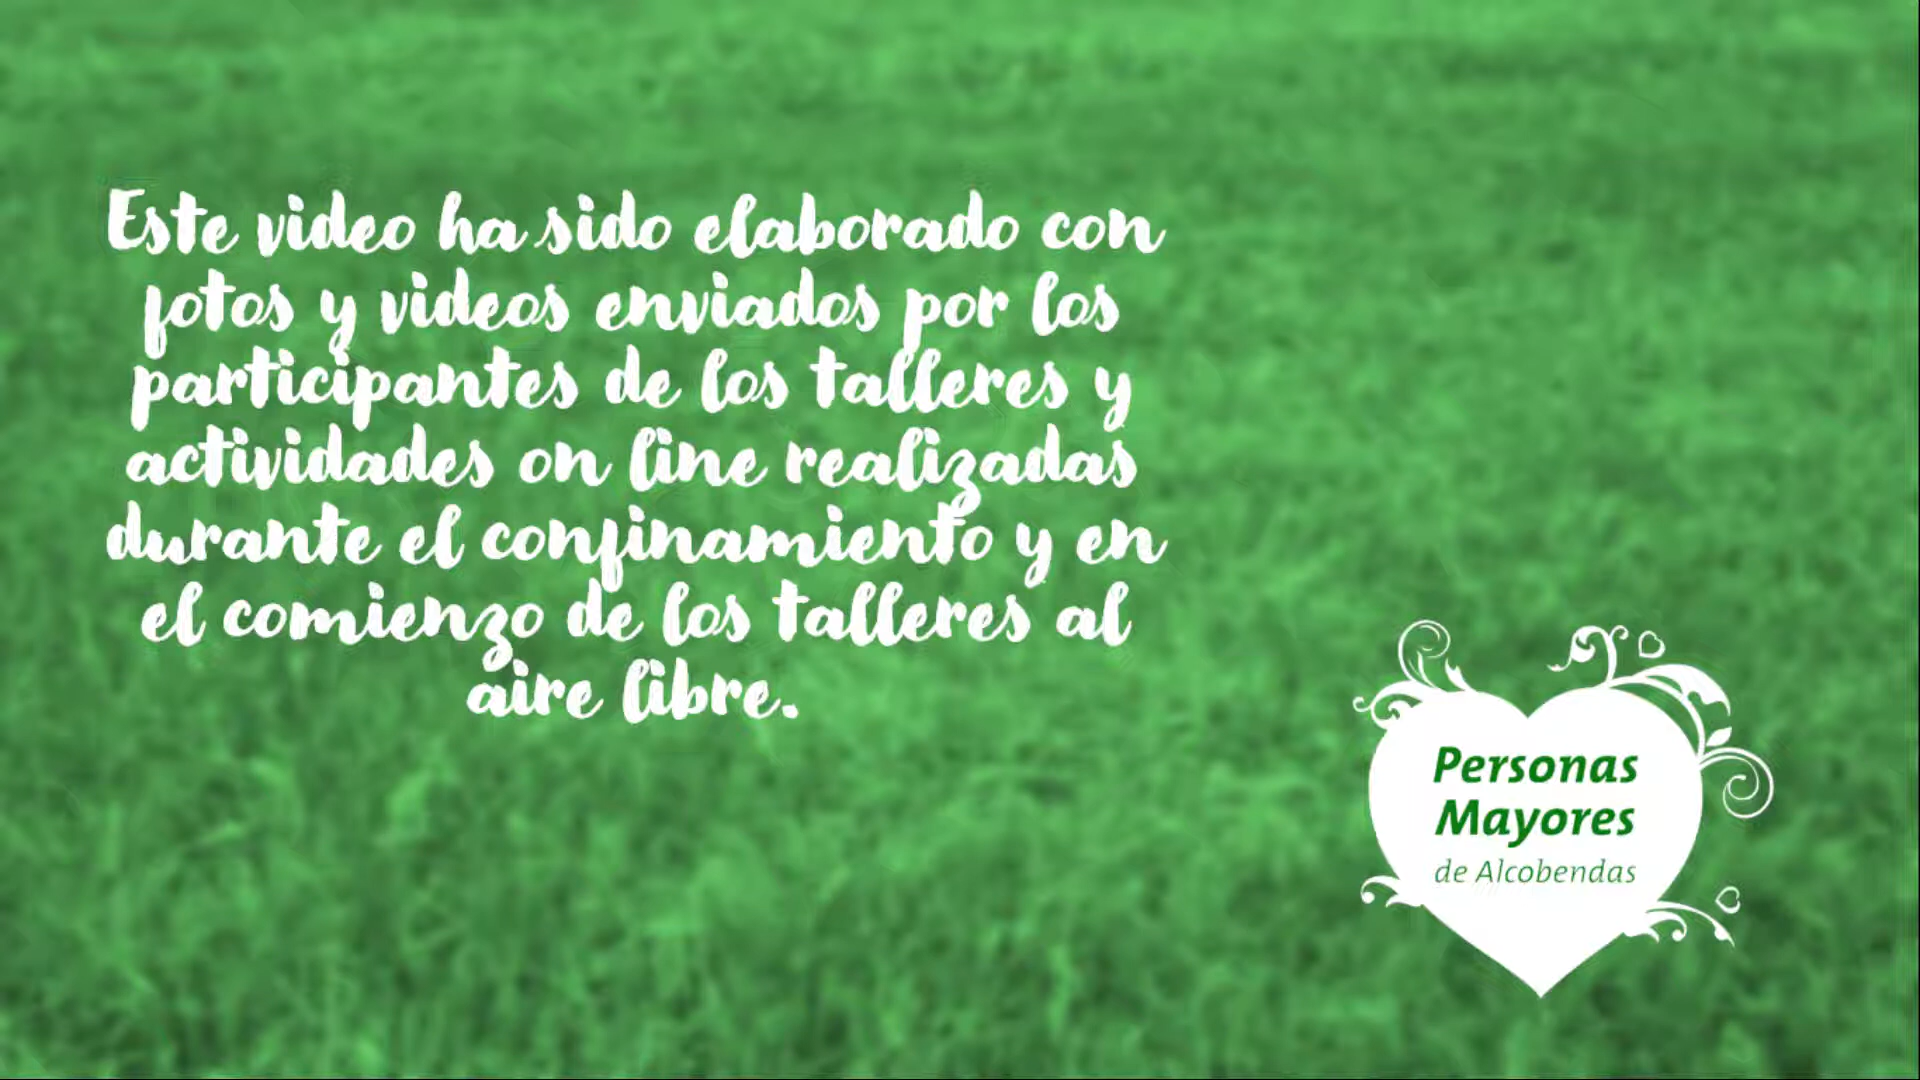 Este video ha sido elaborado con
fotos y videos enviados por los
participantes de los talleres y
actividades on line realizadas
durante el confinamiento y en
el comienzo de los talleres al
aire libre.
Personas
Mayores
de Alcobendas